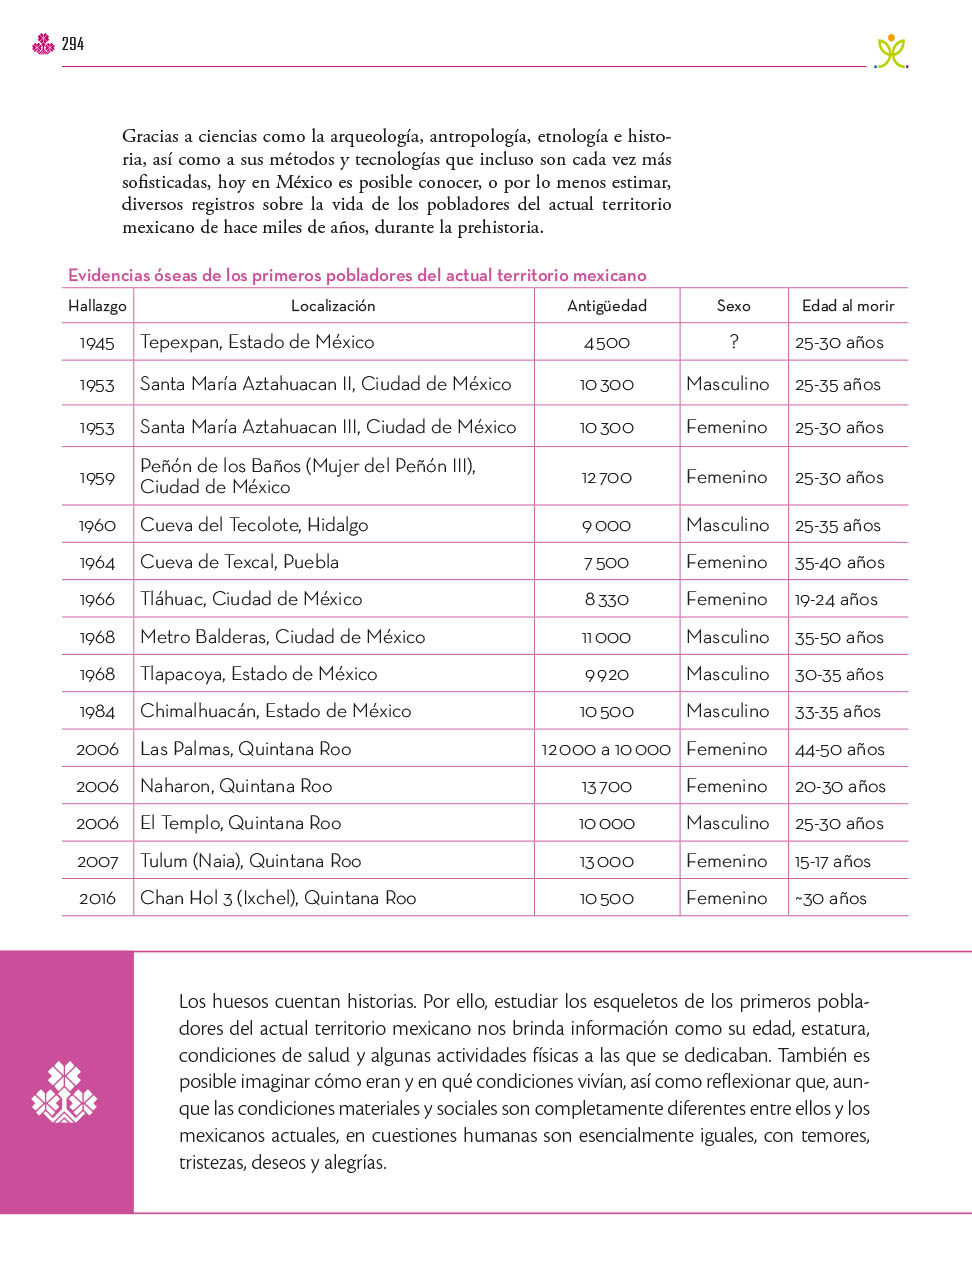 294
Gracias a ciencias como la arqueología, antropología, etnología e histo-
ria, así como a sus métodos y tecnologías que incluso son cada vez más
sofisticadas, hoy en México es posible conocer, o por lo menos estimar,
diversos registros sobre la vida de los pobladores del actual territorio
mexicano de hace miles de años, durante la prehistoria.
Evidencias óseas de los primeros pobladores del actual territorio mexicano
Hallazgo Localización Antigüedad Sexo Edad al morir
1945 Tepexpan, Estado de México 4 500 ? 25-30 años
1953 Santa María Aztahuacan II, Ciudad de México 10 300 Masculino 25-35 años
1953 Santa María Aztahuacan III, Ciudad de México 10 300 Femenino 25-30 años
1959 Peñón de los Baños (Mujer del Peñón III),
Ciudad de México 12 700 Femenino 25-30 años
1960 Cueva del Tecolote, Hidalgo 9 000 Masculino 25-35 años
1964 Cueva de Texcal, Puebla 7 500 Femenino 35-40 años
1966 Tláhuac, Ciudad de México 8 330 Femenino 19-24 años
1968 Metro Balderas, Ciudad de México 11 000 Masculino 35-50 años
1968 Tlapacoya, Estado de México 9 920 Masculino 30-35 años
1984 Chimalhuacán, Estado de México 10 500 Masculino 33-35 años
2006 Las Palmas, Quintana Roo 12 000 a 10 000 Femenino 44-50 años
2006 Naharon, Quintana Roo 13 700 Femenino 20-30 años
2006 El Templo, Quintana Roo 10 000 Masculino 25-30 años
2007 Tulum (Naia), Quintana Roo 13 000 Femenino 15-17 años
2016 Chan Hol 3 (Ixchel), Quintana Roo 10 500 Femenino ~30 años
Los huesos cuentan historias. Por ello, estudiar los esqueletos de los primeros pobla-
dores del actual territorio mexicano nos brinda información como su edad, estatura,
condiciones de salud y algunas actividades físicas a las que se dedicaban. También es
posible imaginar cómo eran y en qué condiciones vivían, así como reflexionar que, aun-
que las condiciones materiales y sociales son completamente diferentes entre ellos y los
mexicanos actuales, en cuestiones humanas son esencialmente iguales, con temores,
tristezas, deseos y alegrías.